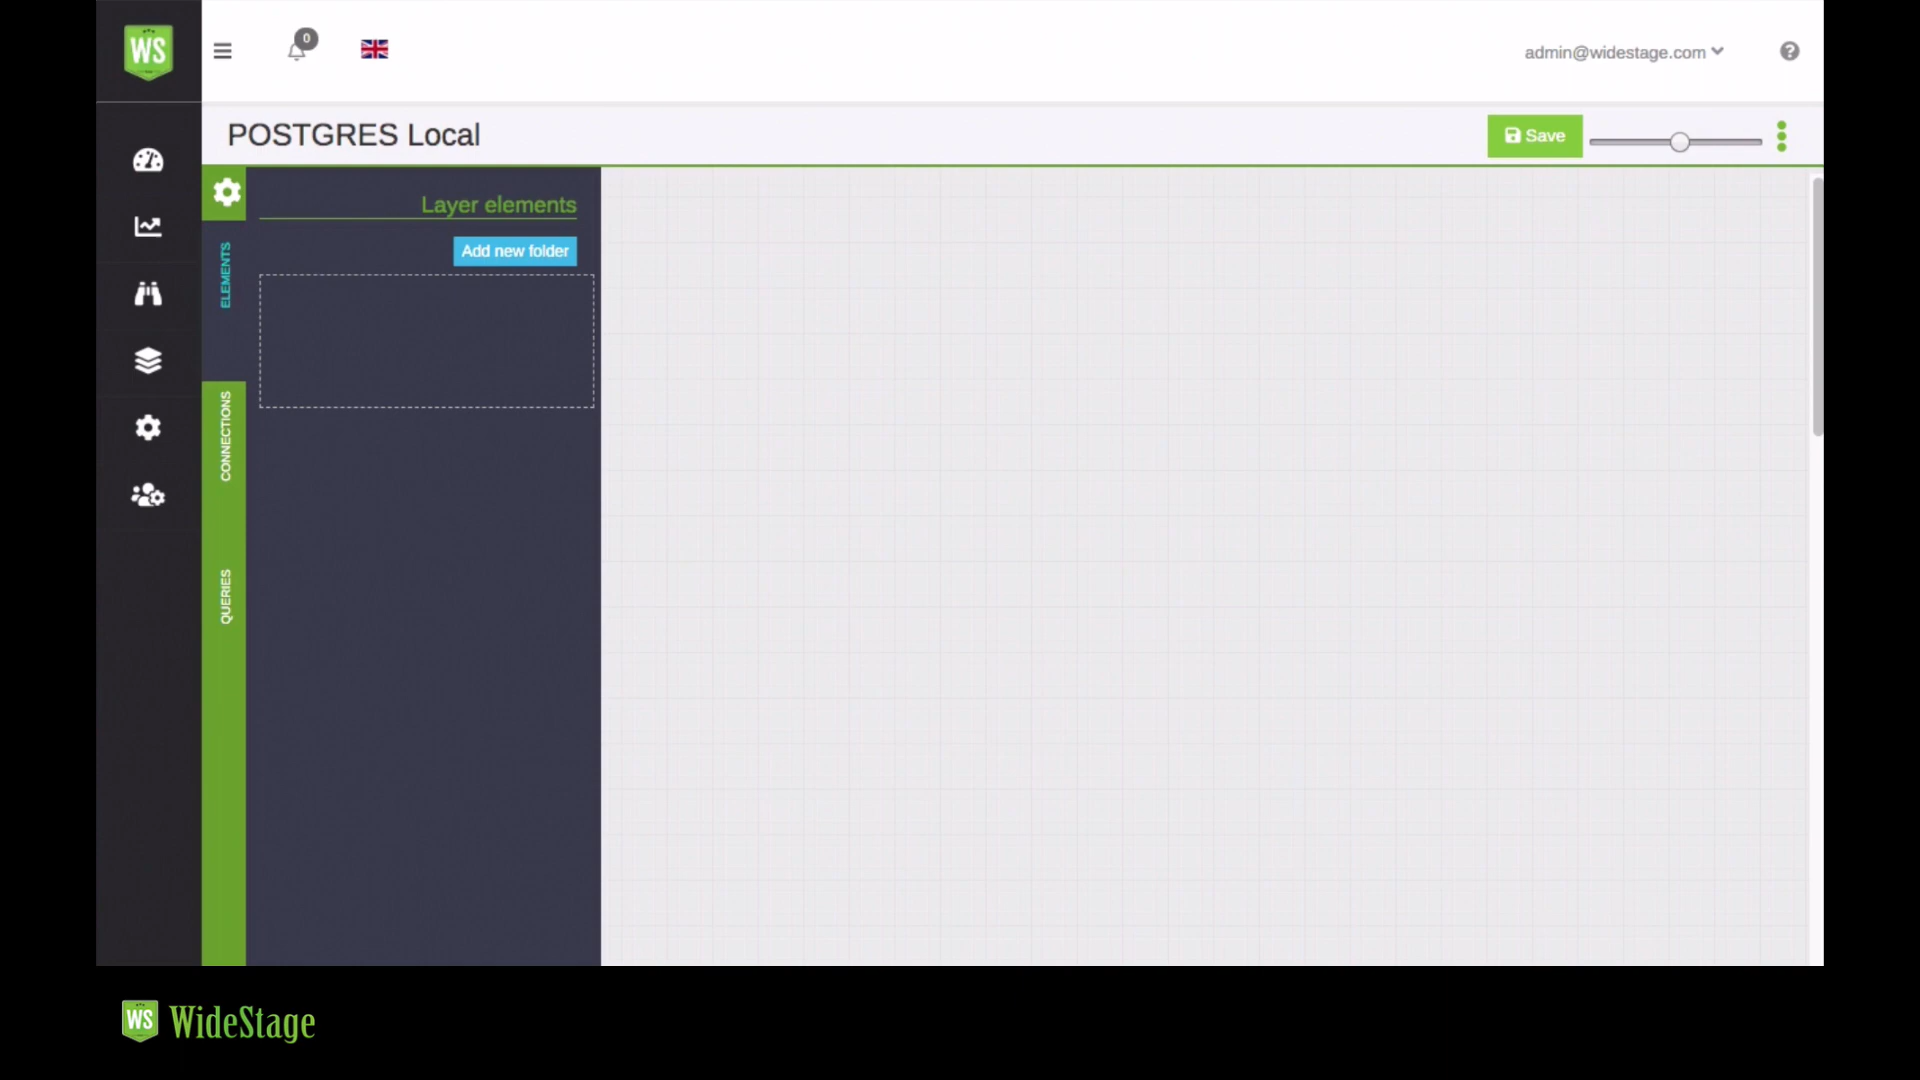 WS
0
admin@widestage.com
?
POSTGRES Local
Save
Layer elements
Add new folder
ELEMENTS
CONNECTIONS
QUERIES
WS WideStage